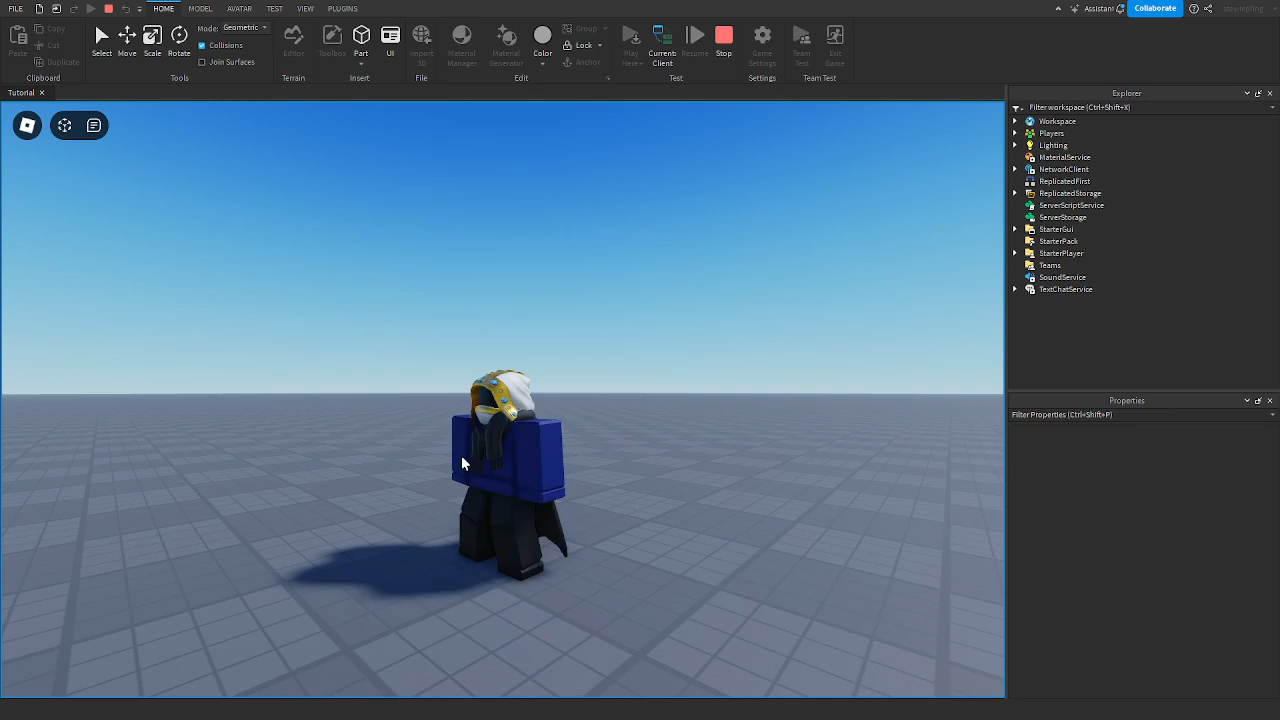 FILE HOME MODEL AVATAR TEST VIEW PLUGINS Assistant Collaborate stewiepfing
Copy Cut Duplicate Paste
Clipboard
Select Move Scale Rotate Mode: Geometric Collisions Join Surfaces
Tools
Editor
Terrain
Toolbox Part UI
Insert
Import 3D
File
Material Manager Material Generator Color Group Lock Anchor
Edit
Play Here Current Client Resume Stop
Test
Game Settings
Settings
Team Test Exit Game
Team Test
Tutorial
Explorer
Filter workspace (Ctrl+Shift+X)
Workspace
Players
Lighting
MaterialService
NetworkClient
ReplicatedFirst
ReplicatedStorage
ServerScriptService
ServerStorage
StarterGui
StarterPack
StarterPlayer
Teams
SoundService
TextChatService
Properties
Filter Properties (Ctrl+Shift+P)